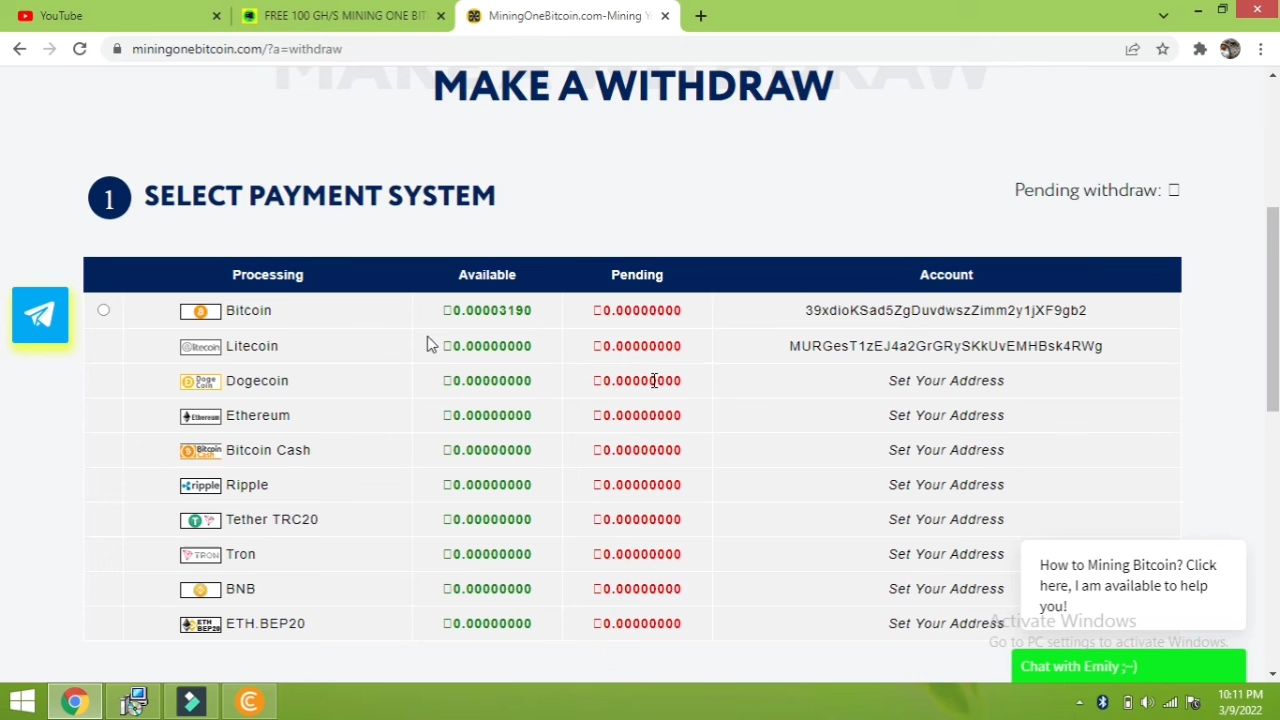 YouTube
FREE 100 GH/S MINING ONE BIT
MiningOneBitcoin.com-Mining Y
miningonebitcoin.com/?a=withdraw
MAKE A WITHDRAW
1 SELECT PAYMENT SYSTEM
Pending withdraw:
Processing Available Pending Account
Bitcoin 0.00003190 0.00000000 39xdioKSad5ZgDuvdwszZimm2y1jXF9gb2
Litecoin 0.00000000 0.00000000 MURGesT1zEJ4a2GrGRySKkUvEMHBsk4RWg
Dogecoin 0.00000000 0.00000000 Set Your Address
Ethereum 0.00000000 0.00000000 Set Your Address
Bitcoin Cash 0.00000000 0.00000000 Set Your Address
ripple Ripple 0.00000000 0.00000000 Set Your Address
Tether TRC20 0.00000000 0.00000000 Set Your Address
TRON Tron 0.00000000 0.00000000 Set Your Address
BNB 0.00000000 0.00000000 Set Your Address
ETH BEP20 ETH.BEP20 0.00000000 0.00000000 Set Your Address
How to Mining Bitcoin? Click
here, I am available to help
you!
Activate Windows
Go to PC settings to activate Windows.
Chat with Emily ;-)
10:11 PM
3/9/2022